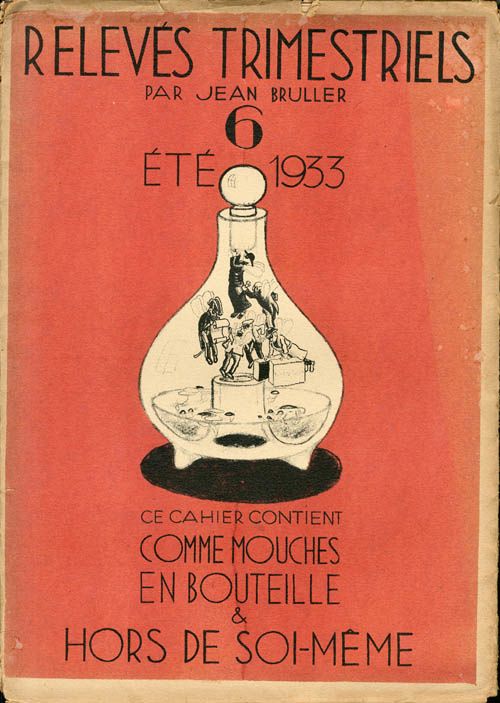 RELEVÉS TRIMESTRIELS
PAR JEAN BRULLER
6
ÉTÉ 1933
CE CAHIER CONTIENT
COMME MOUCHES
EN BOUTEILLE
&
HORS DE SOI-MÊME